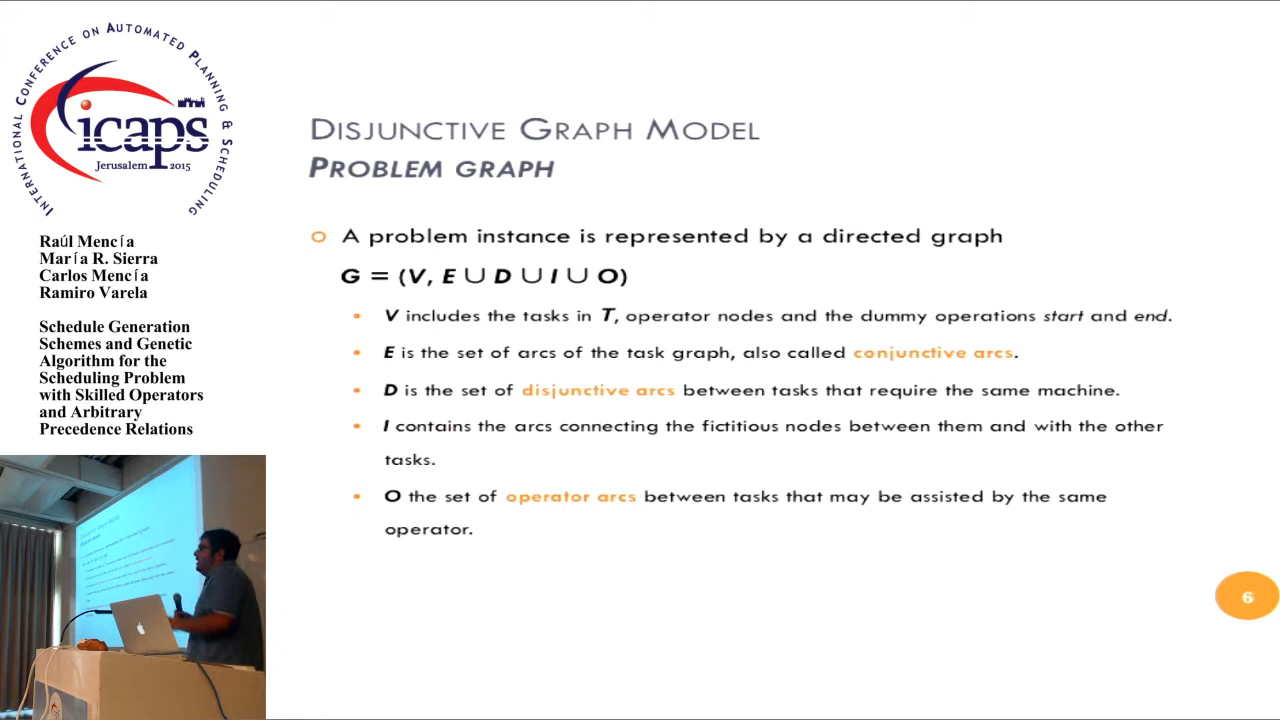 INTERNATIONAL CONFERENCE ON AUTOMATED PLANNING & SCHEDULING
icaps
Jerusalem 2015
Raúl Mencía
María R. Sierra
Carlos Mencía
Ramiro Varela
Schedule Generation
Schemes and Genetic
Algorithm for the
Scheduling Problem
with Skilled Operators
and Arbitrary
Precedence Relations
DISJUNCTIVE GRAPH MODEL
PROBLEM GRAPH
A problem instance is represented by a directed graph
G = (V, E ∪ D ∪ I ∪ O)
• V includes the tasks in T, operator nodes and the dummy operations start and end.
• E is the set of arcs of the task graph, also called conjunctive arcs.
• D is the set of disjunctive arcs between tasks that require the same machine.
• I contains the arcs connecting the fictitious nodes between them and with the other
tasks.
• O the set of operator arcs between tasks that may be assisted by the same
operator.
6